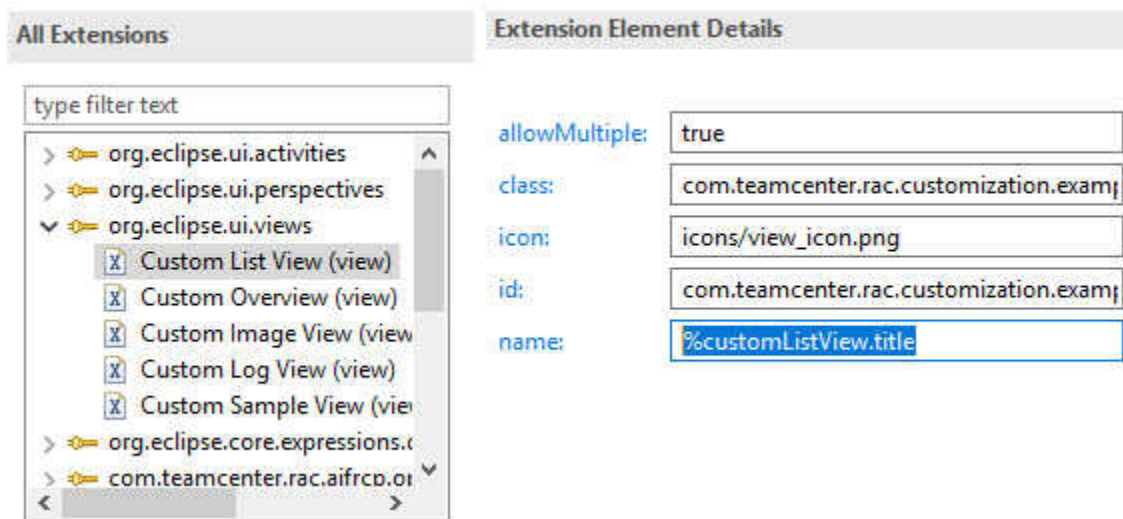 All Extensions
type filter text
org.eclipse.ui.activities
org.eclipse.ui.perspectives
org.eclipse.ui.views
Custom List View (view)
Custom Overview (view)
Custom Image View (view
Custom Log View (view)
Custom Sample View (vie
org.eclipse.core.expressions.
com.teamcenter.rac.aifrcp.
Extension Element Details
allowMultiple: true
class: com.teamcenter.rac.customization.examp
icon: icons/view_icon.png
id: com.teamcenter.rac.customization.examp
name: %customListView.title